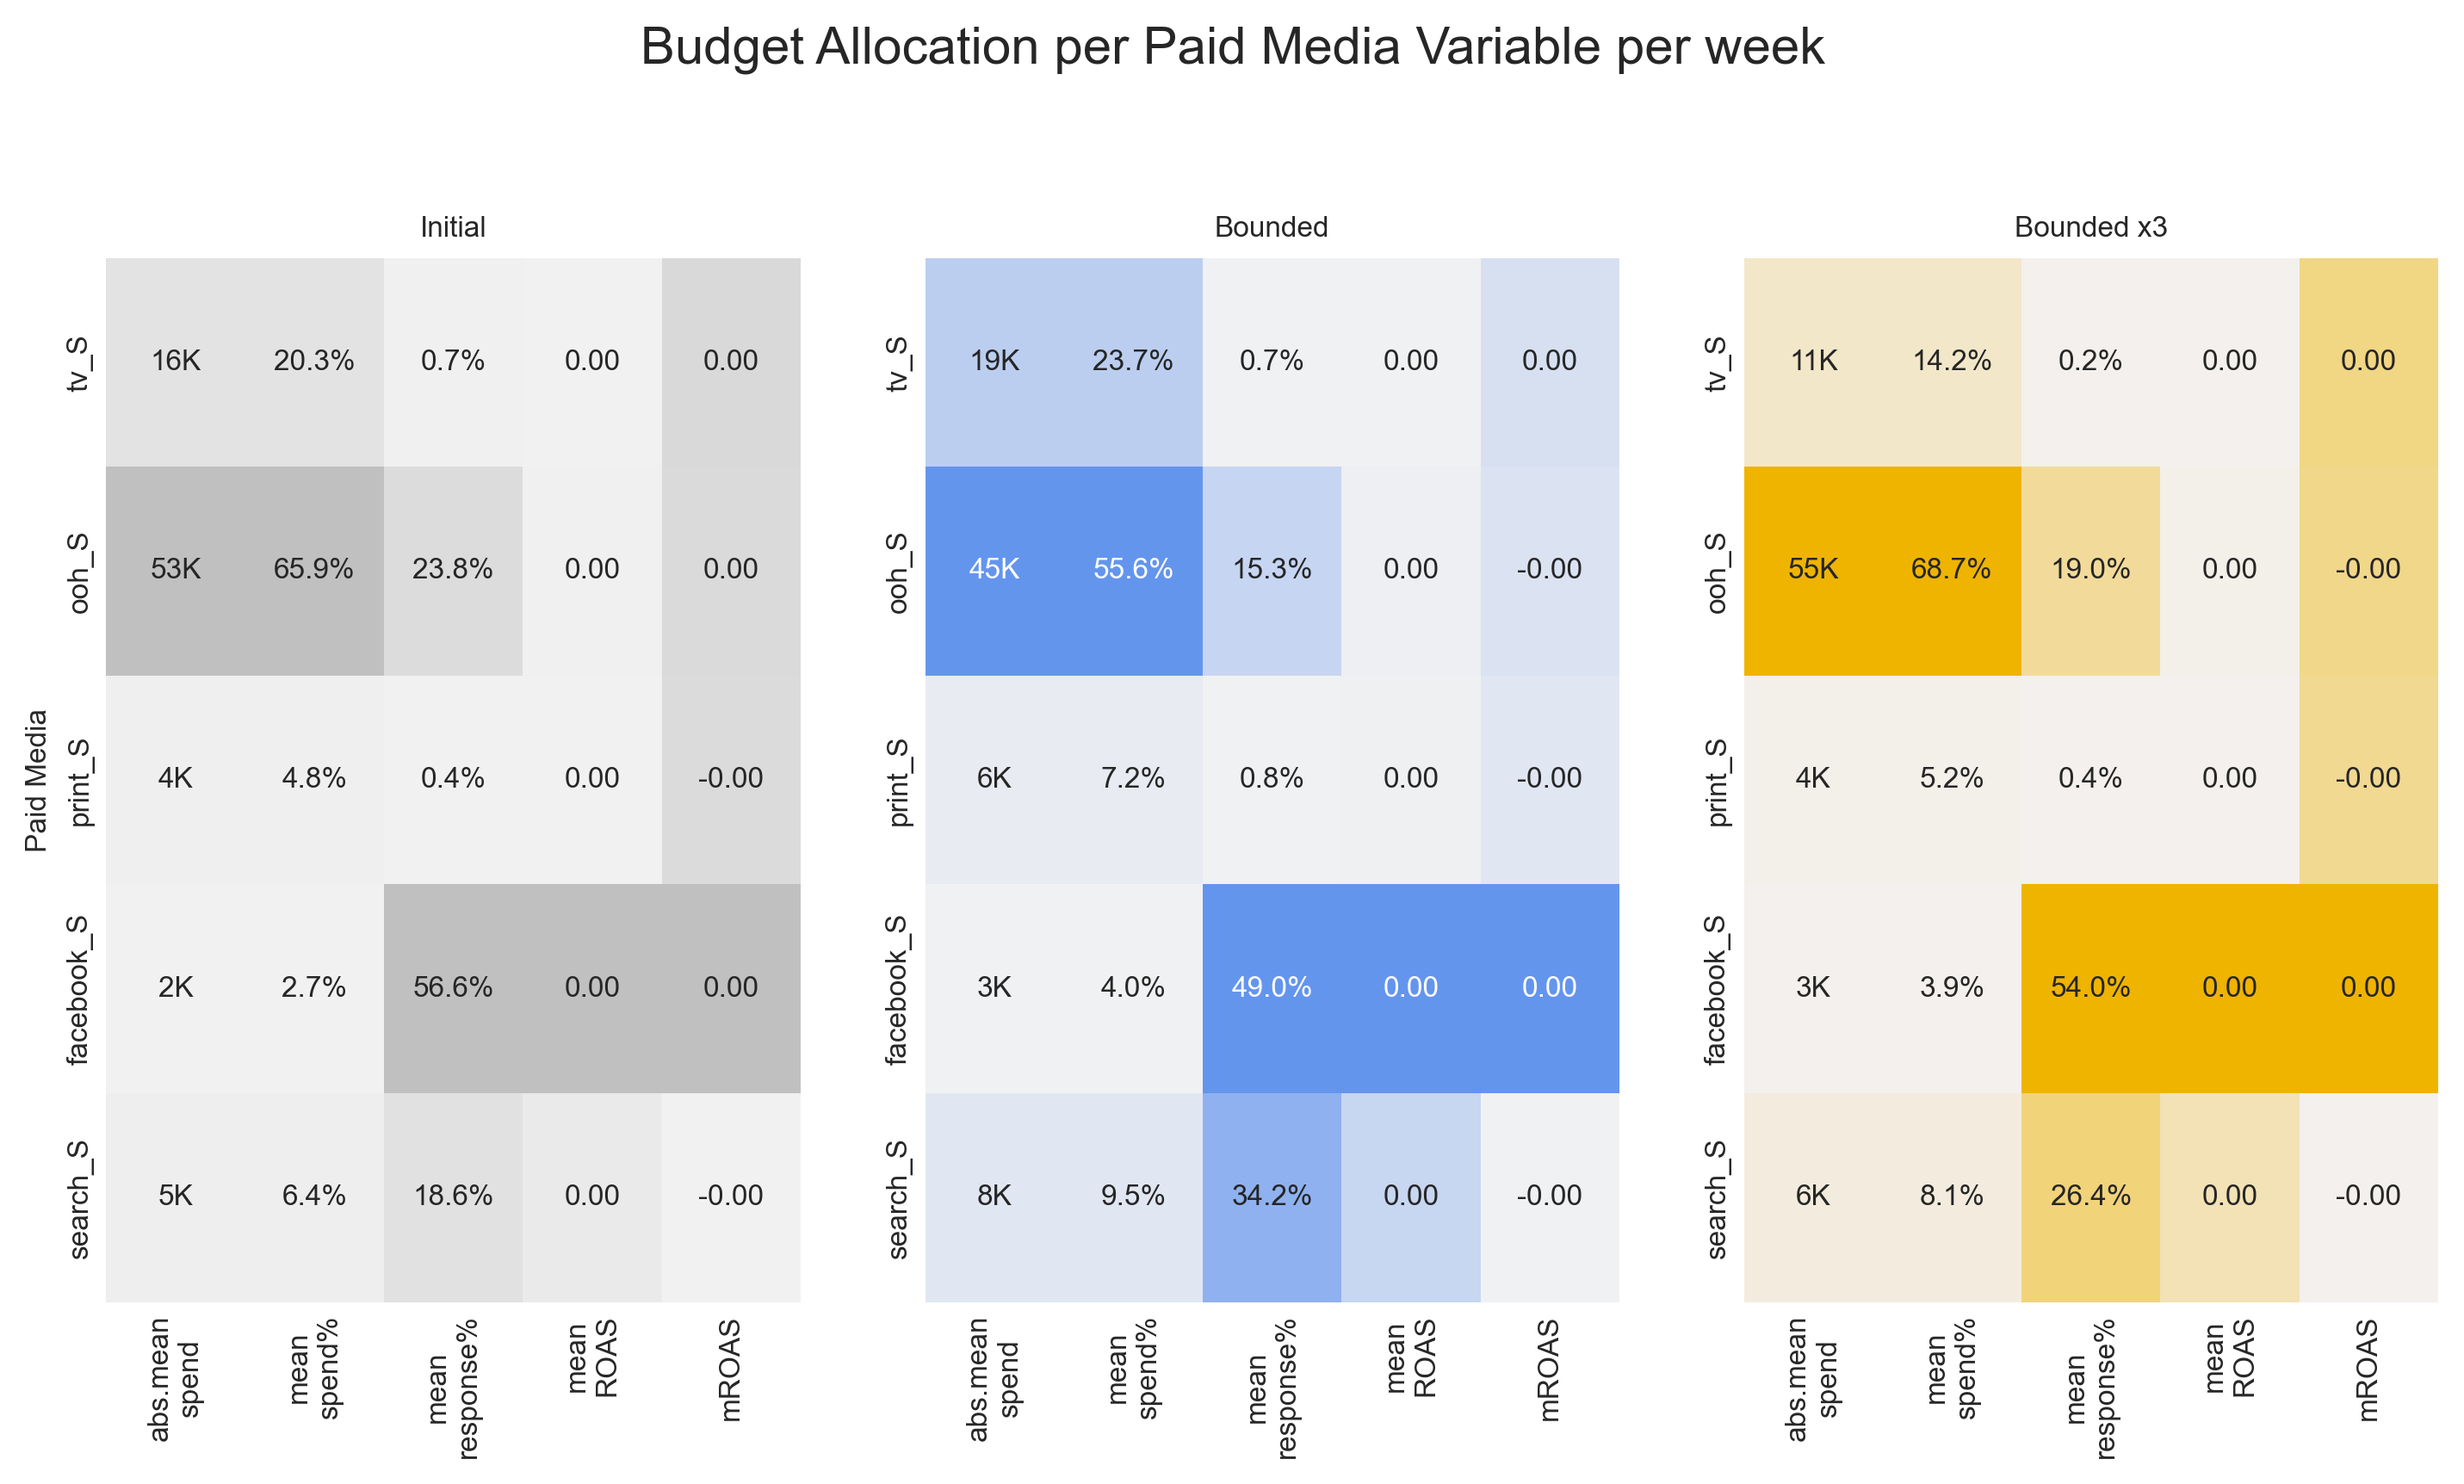 Budget Allocation per Paid Media Variable per week
Initial
Paid Media
tv_S
16K 20.3% 0.7% 0.00 0.00
ooh_S
53K 65.9% 23.8% 0.00 0.00
print_S
4K 4.8% 0.4% 0.00 -0.00
facebook_S
2K 2.7% 56.6% 0.00 0.00
search_S
5K 6.4% 18.6% 0.00 -0.00
abs.mean
spend
mean
spend%
mean
response%
mean
ROAS
mROAS
Bounded
tv_S
19K 23.7% 0.7% 0.00 0.00
ooh_S
45K 55.6% 15.3% 0.00 -0.00
print_S
6K 7.2% 0.8% 0.00 -0.00
facebook_S
3K 4.0% 49.0% 0.00 0.00
search_S
8K 9.5% 34.2% 0.00 -0.00
abs.mean
spend
mean
spend%
mean
response%
mean
ROAS
mROAS
Bounded x3
tv_S
11K 14.2% 0.2% 0.00 0.00
ooh_S
55K 68.7% 19.0% 0.00 -0.00
print_S
4K 5.2% 0.4% 0.00 -0.00
facebook_S
3K 3.9% 54.0% 0.00 0.00
search_S
6K 8.1% 26.4% 0.00 -0.00
abs.mean
spend
mean
spend%
mean
response%
mean
ROAS
mROAS